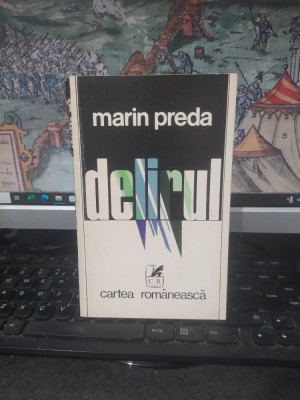 marin preda
delirul
C R
cartea românească